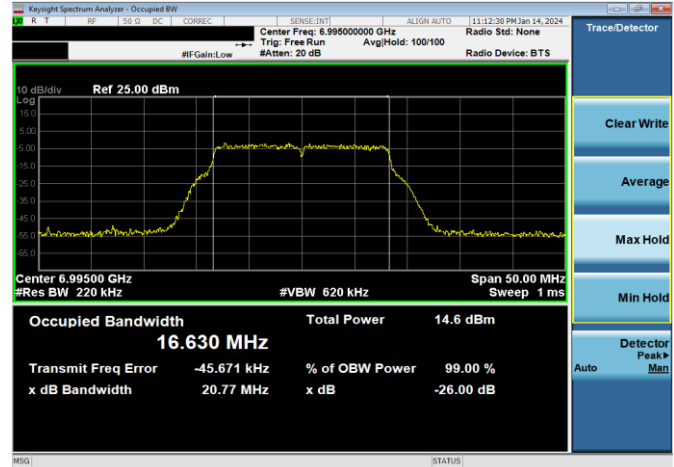 Keysight Spectrum Analyzer - Occupied BW
R T RF 50 Ω DC CORREC SENSE:INT ALIGN AUTO 11:12:30 PM Jan 14, 2024
Center Freq: 6.995000000 GHz Radio Std: None
Trig: Free Run Avg|Hold: 100/100
#IFGain:Low #Atten: 20 dB Radio Device: BTS
Trace/Detector
10 dB/div Ref 25.00 dBm
Log
15.0
5.00
-5.00
-15.0
-25.0
-35.0
-45.0
-55.0
-65.0
Center 6.99500 GHz Span 50.00 MHz
#Res BW 220 kHz #VBW 620 kHz Sweep 1 ms
Occupied Bandwidth Total Power 14.6 dBm
16.630 MHz
Transmit Freq Error -45.671 kHz % of OBW Power 99.00 %
x dB Bandwidth 20.77 MHz x dB -26.00 dB
Clear Write
Average
Max Hold
Min Hold
Detector
Peak▶
Auto Man
MSG STATUS